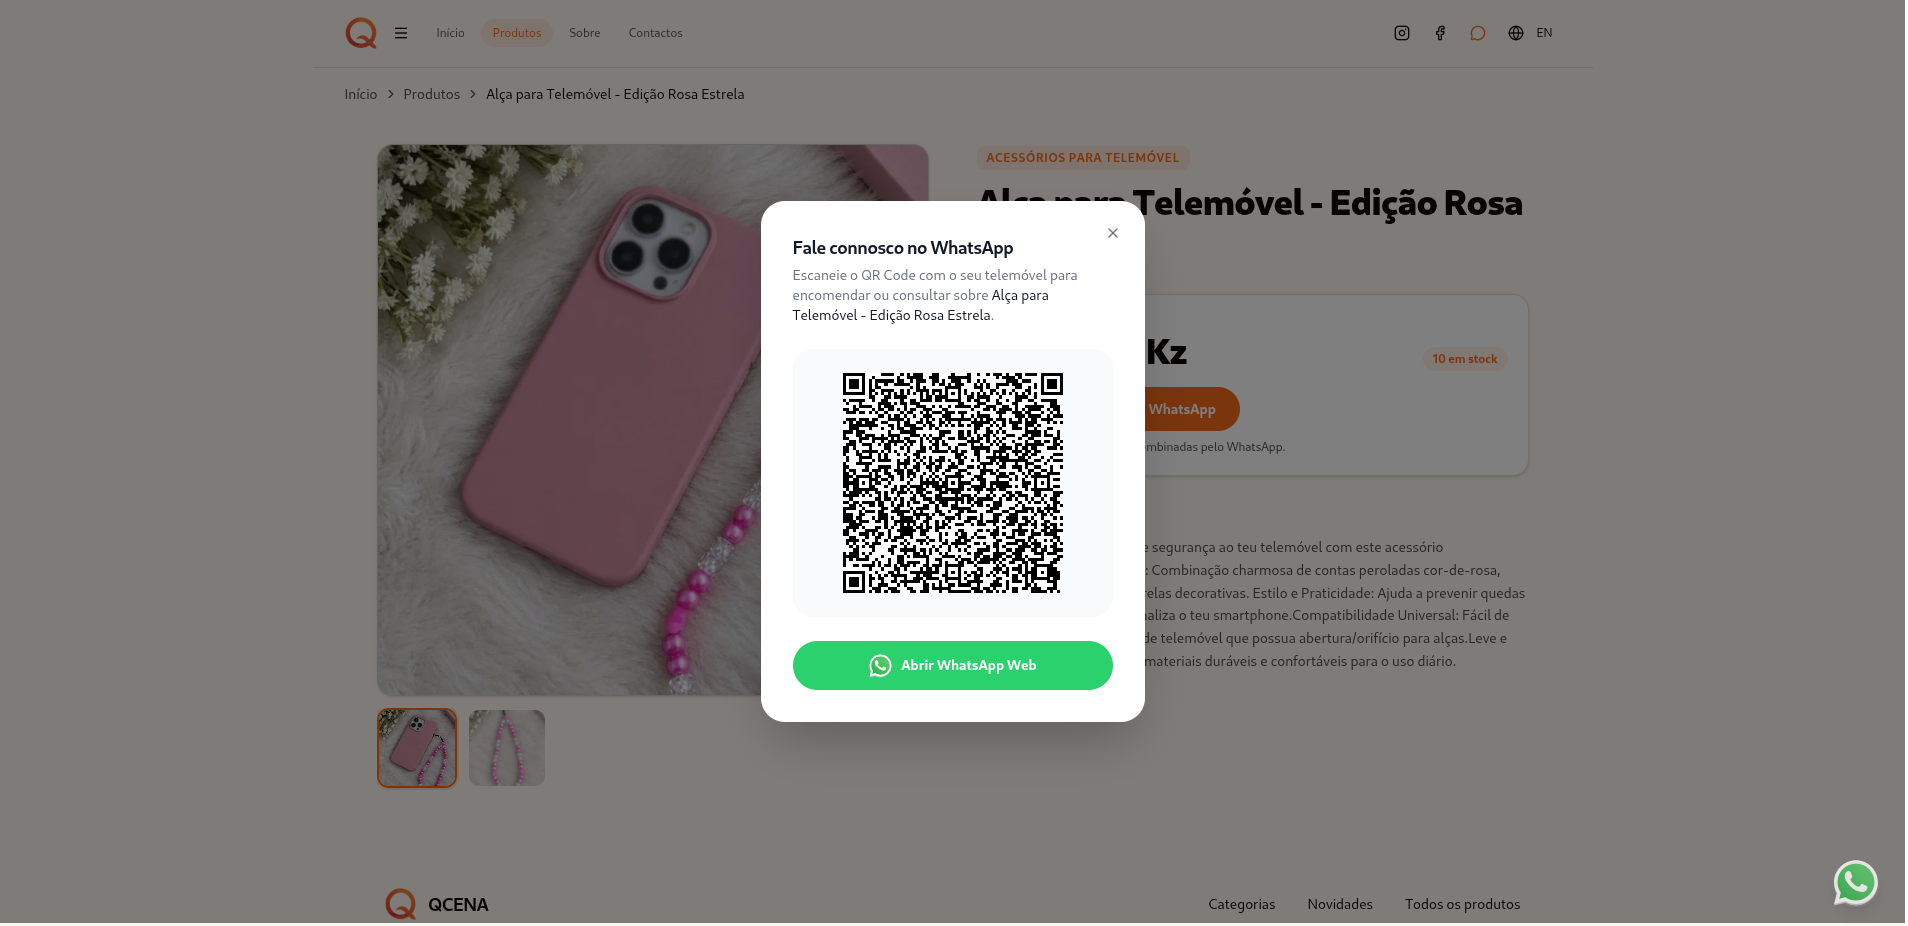 Início
Produtos
Sobre
Contactos
EN
Início > Produtos > Alça para Telemóvel - Edição Rosa Estrela
ACESSÓRIOS PARA TELEMÓVEL
Telemóvel - Edição Rosa
Kz
10 em stock
WhatsApp
pelo WhatsApp.
segurança ao teu telemóvel com este acessório
Combinação charmosa de contas peroladas cor-de-rosa,
decorativas. Estilo e Praticidade: Ajuda a prevenir quedas
o teu smartphone.Compatibilidade Universal: Fácil de
de telemóvel que possua abertura/orifício para alças.Leve e
materiais duráveis e confortáveis para o uso diário.
Fale connosco no WhatsApp
Escaneie o QR Code com o seu telemóvel para
encomendar ou consultar sobre Alça para
Telemóvel - Edição Rosa Estrela.
Abrir WhatsApp Web
QCENA
Categorias
Novidades
Todos os produtos